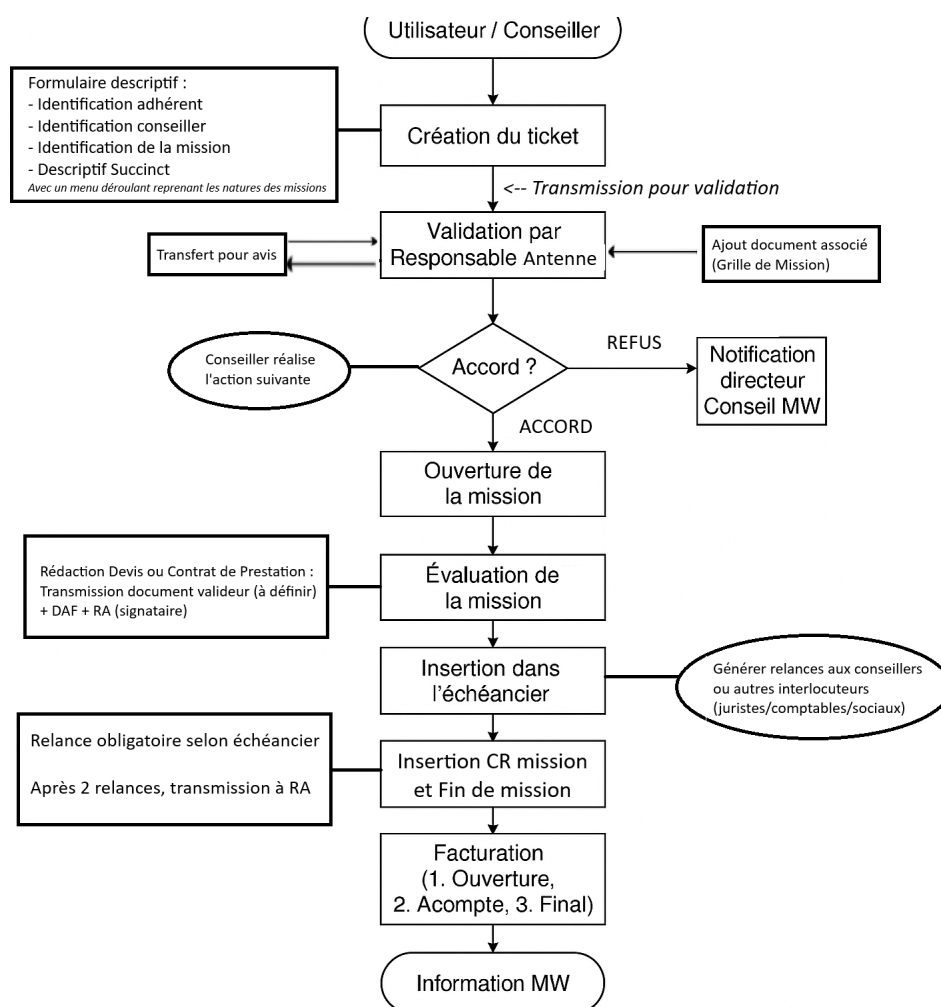 Utilisateur / Conseiller
Formulaire descriptif :
- Identification adhérent
- Identification conseiller
- Identification de la mission
- Descriptif Succinct
Avec un menu déroulant reprenant les natures des missions
Création du ticket
<-- Transmission pour validation
Transfert pour avis
Validation par
Responsable Antenne
Ajout document associé
(Grille de Mission)
Conseiller réalise
l'action suivante
Accord ?
REFUS
Notification
directeur
Conseil MW
ACCORD
Ouverture de
la mission
Rédaction Devis ou Contrat de Prestation :
Transmission document valideur (à définir)
+ DAF + RA (signataire)
Évaluation de
la mission
Insertion dans
l'échéancier
Générer relances aux conseillers
ou autres interlocuteurs
(juristes/comptables/sociaux)
Relance obligatoire selon échéancier
Après 2 relances, transmission à RA
Insertion CR mission
et Fin de mission
Facturation
(1. Ouverture,
2. Acompte, 3. Final)
Information MW